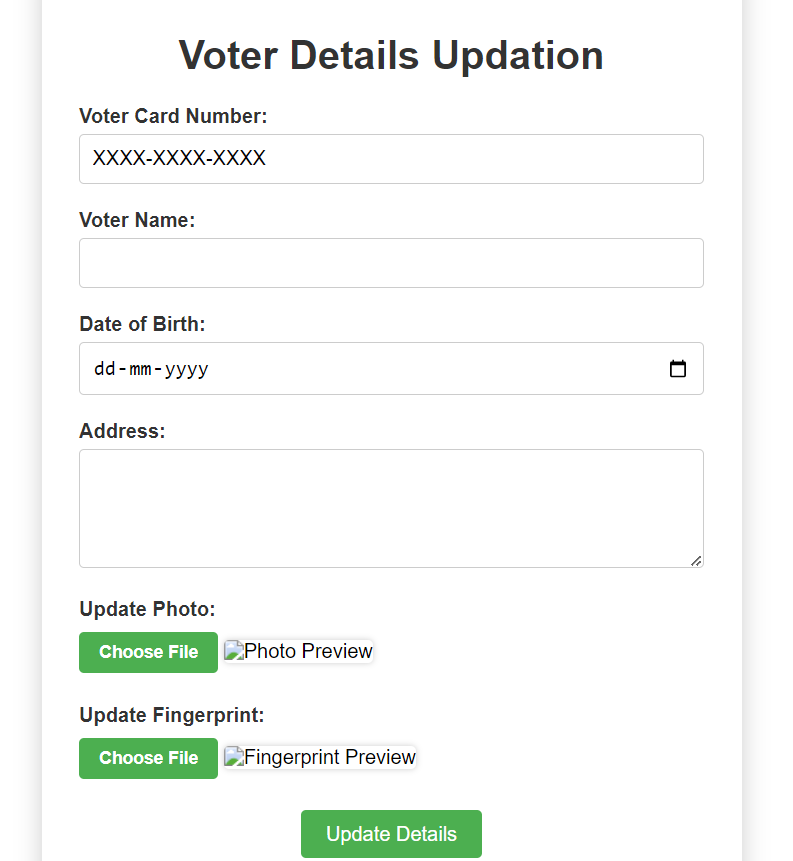 Voter Details Updation
Voter Card Number:
XXXX-XXXX-XXXX
Voter Name:
Date of Birth:
dd-mm-yyyy
Address:
Update Photo:
Choose File Photo Preview
Update Fingerprint:
Choose File Fingerprint Preview
Update Details